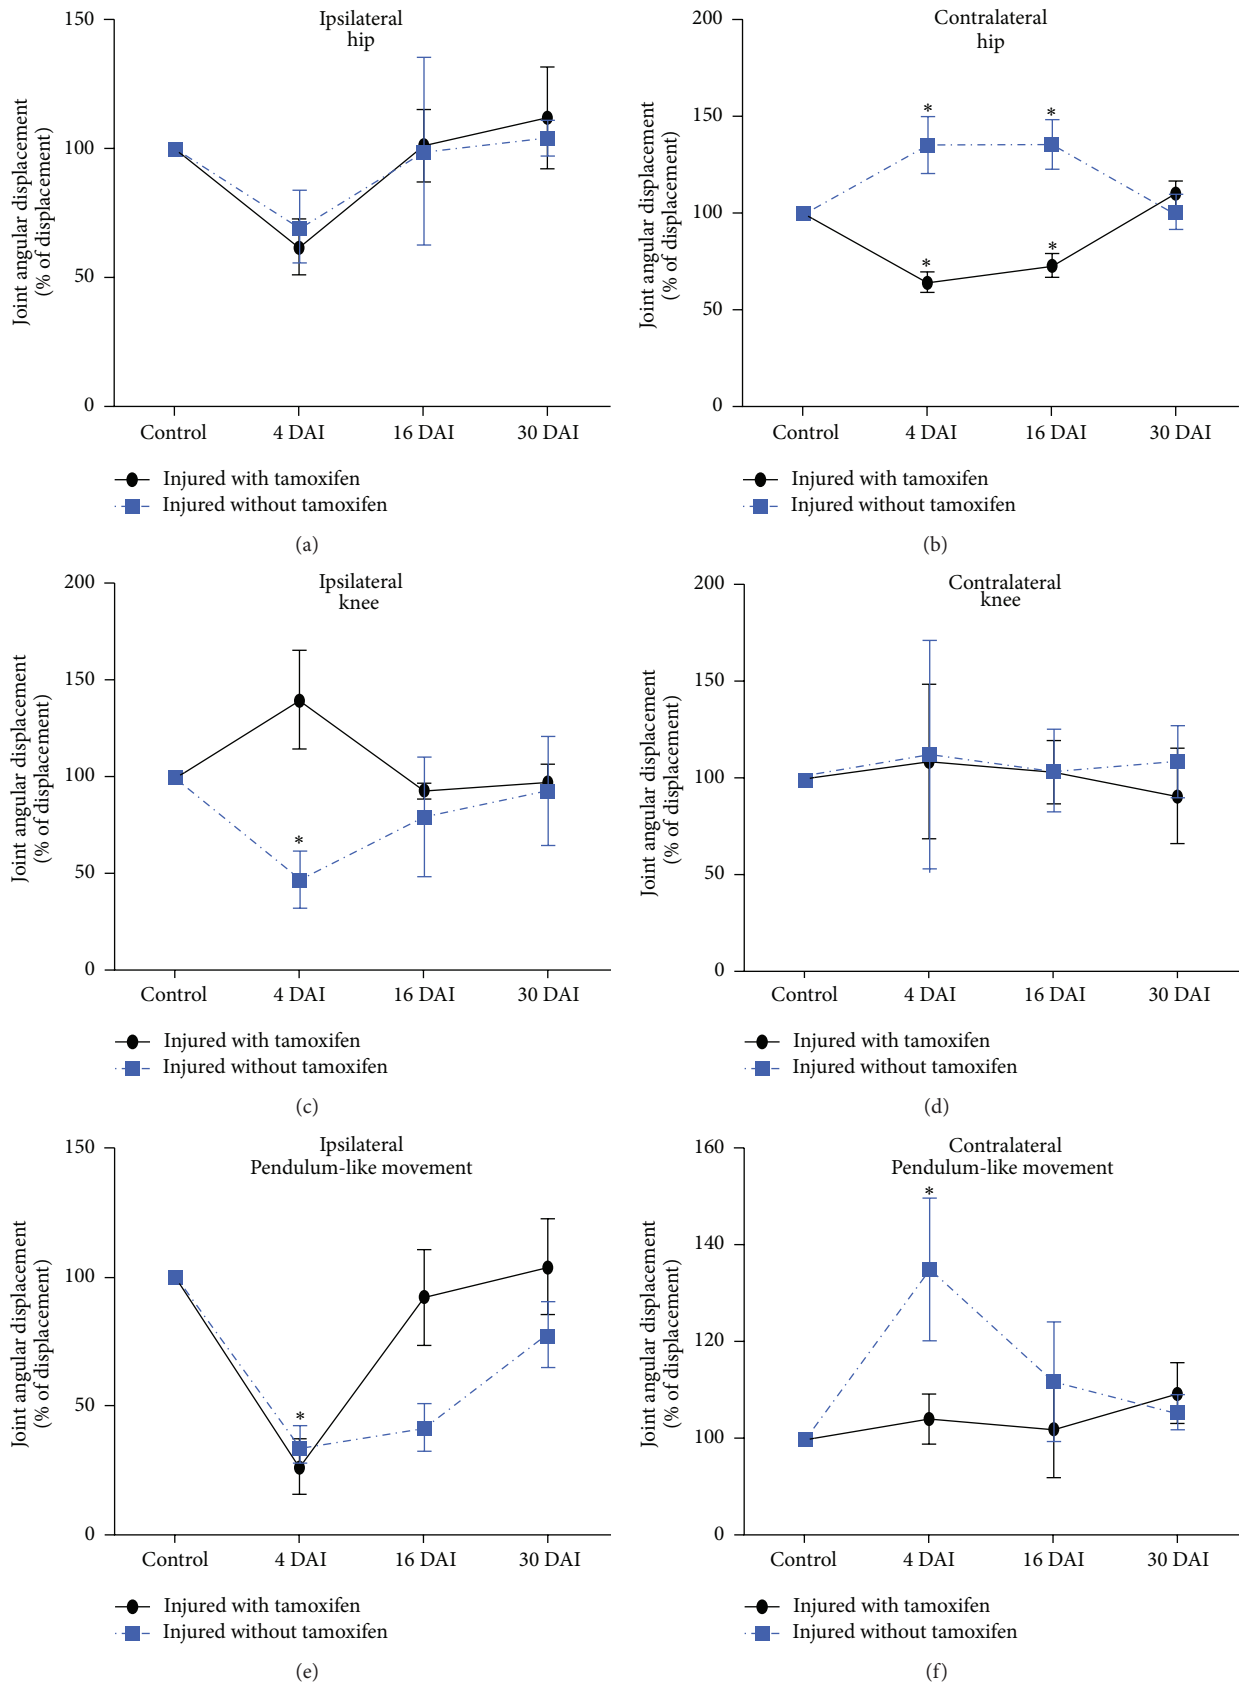 Ipsilateral
hip
Joint angular displacement
(% of displacement)
150
100
50
0
Control
4 DAI
16 DAI
30 DAI
Injured with tamoxifen
Injured without tamoxifen
(a)
Contralateral
hip
Joint angular displacement
(% of displacement)
200
150
100
50
0
*
*
*
*
Control
4 DAI
16 DAI
30 DAI
Injured with tamoxifen
Injured without tamoxifen
(b)
Ipsilateral
knee
Joint angular displacement
(% of displacement)
200
150
100
50
0
*
Control
4 DAI
16 DAI
30 DAI
Injured with tamoxifen
Injured without tamoxifen
(c)
Contralateral
knee
Joint angular displacement
(% of displacement)
200
150
100
50
0
Control
4 DAI
16 DAI
30 DAI
Injured with tamoxifen
Injured without tamoxifen
(d)
Ipsilateral
Pendulum-like movement
Joint angular displacement
(% of displacement)
150
100
50
0
*
Control
4 DAI
16 DAI
30 DAI
Injured with tamoxifen
Injured without tamoxifen
(e)
Contralateral
Pendulum-like movement
Joint angular displacement
(% of displacement)
160
140
120
100
0
*
Control
4 DAI
16 DAI
30 DAI
Injured with tamoxifen
Injured without tamoxifen
(f)